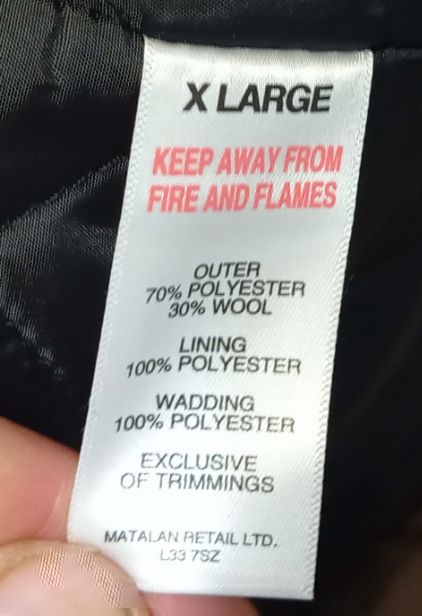 X LARGE
KEEP AWAY FROM
FIRE AND FLAMES
OUTER
70% POLYESTER
30% WOOL
LINING
100% POLYESTER
WADDING
100% POLYESTER
EXCLUSIVE
OF TRIMMINGS
MATALAN RETAIL LTD.
L33 7SZ